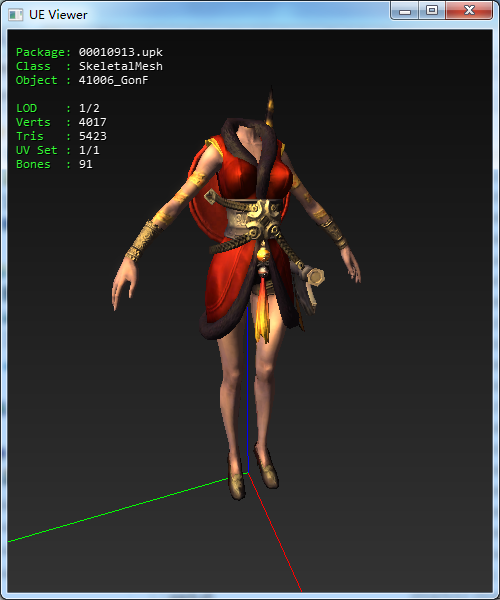 UE Viewer
Package: 00010913.upk
Class : SkeletalMesh
Object : 41006_GonF
LOD : 1/2
Verts : 4017
Tris : 5423
UV Set : 1/1
Bones : 91